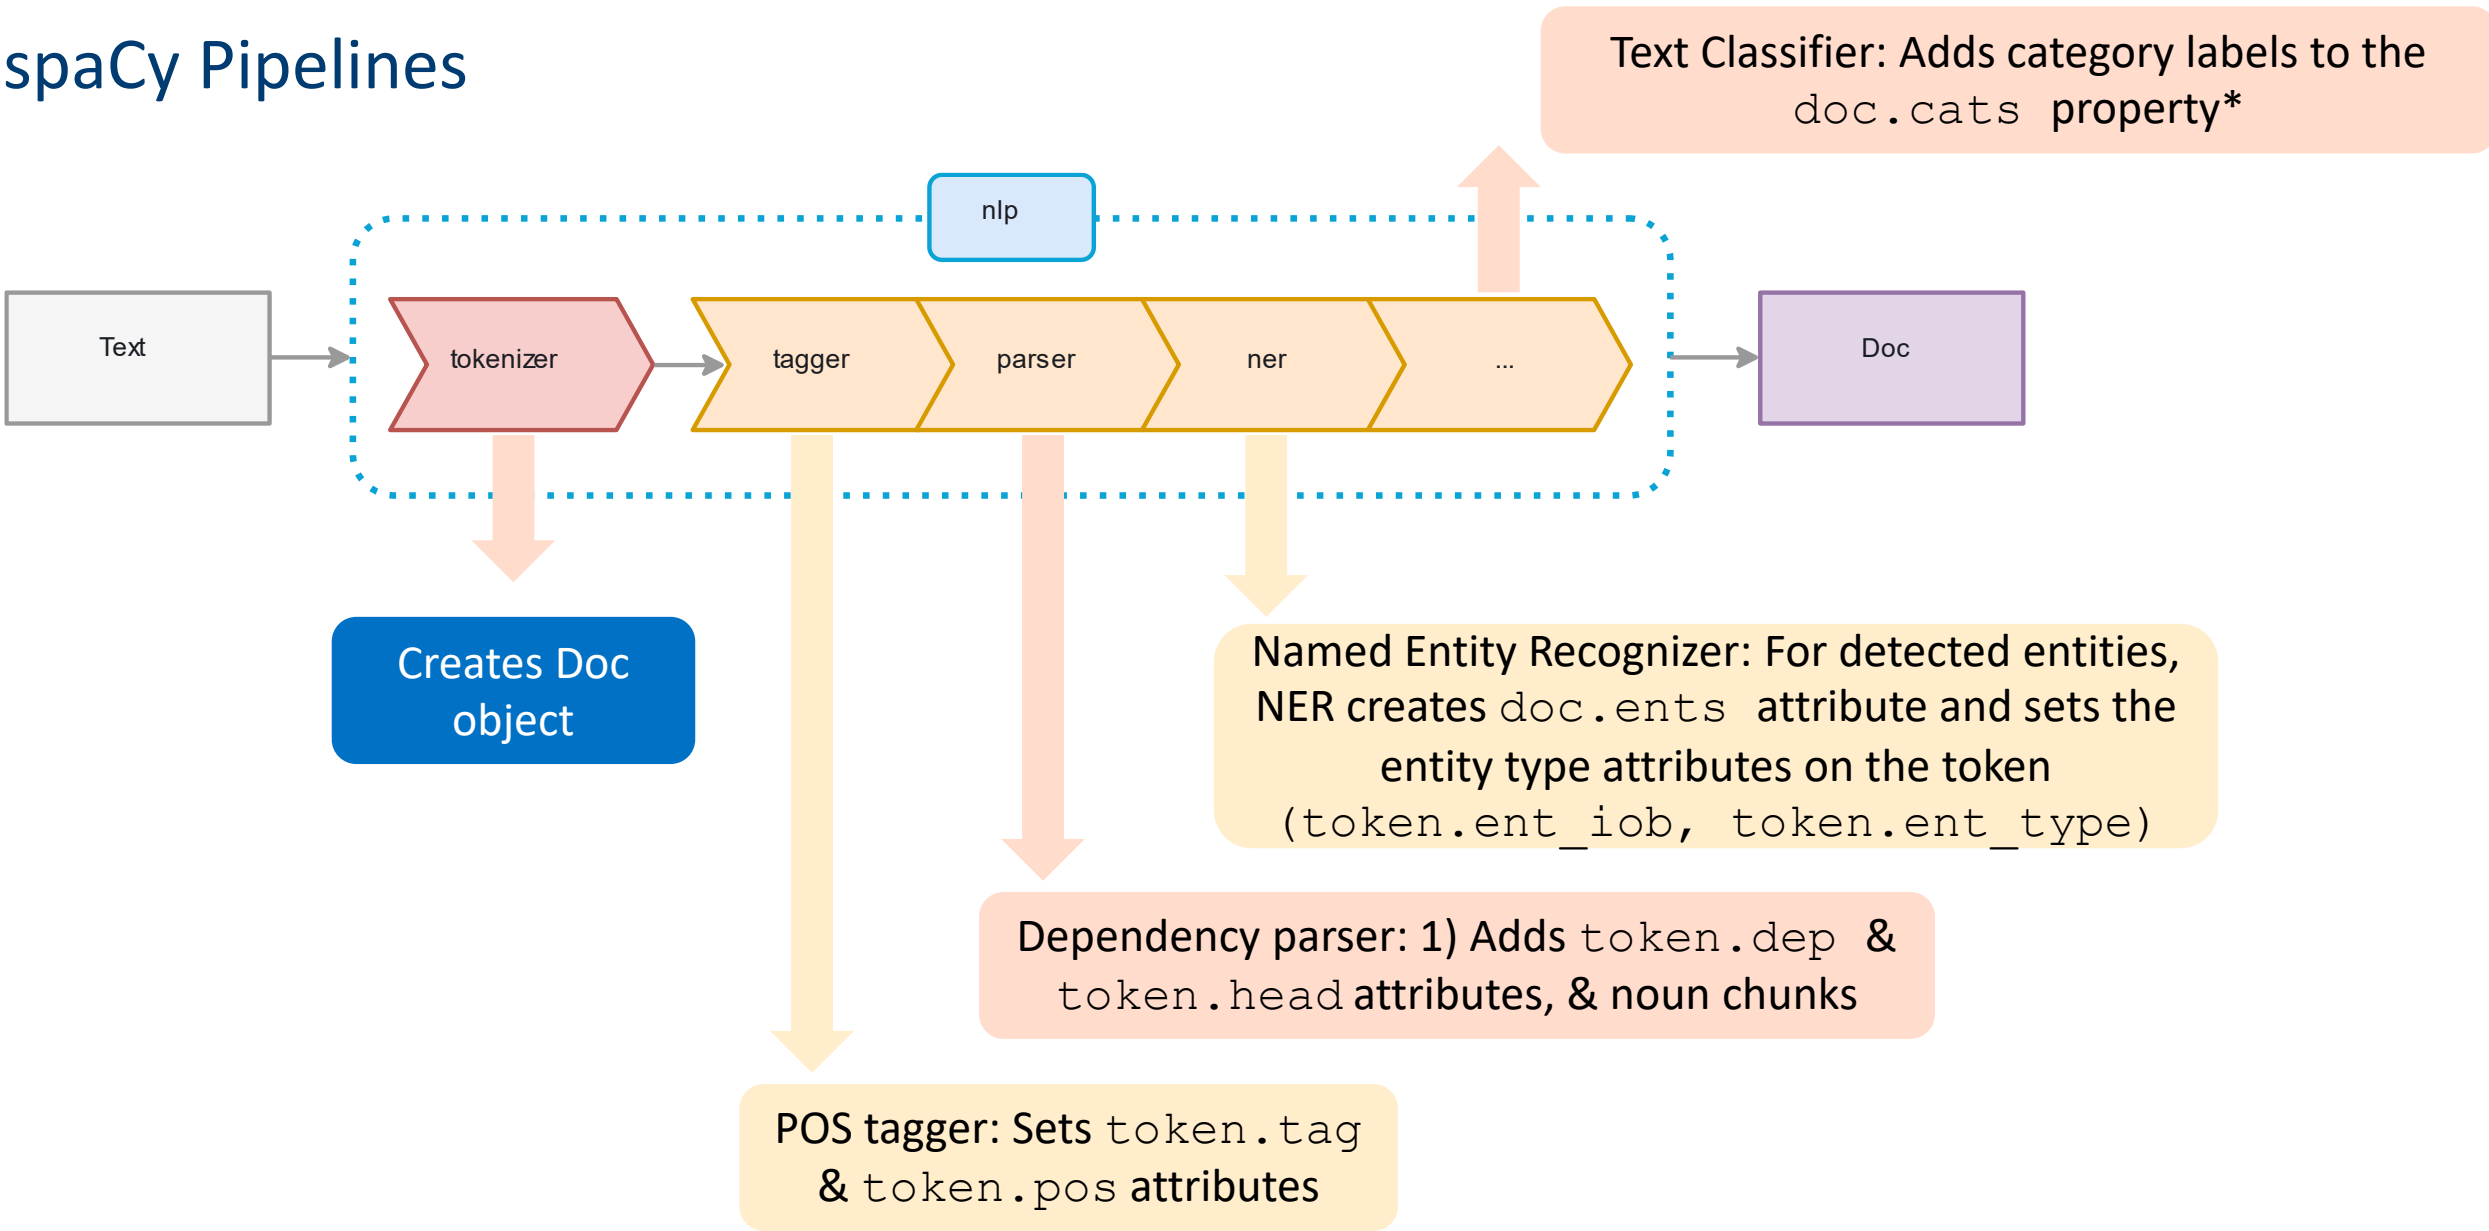 spaCy Pipelines
Text Classifier: Adds category labels to the
doc.cats property*
nlp
Text
tokenizer
tagger
parser
ner
...
Doc
Creates Doc
object
Named Entity Recognizer: For detected entities,
NER creates doc.ents attribute and sets the
entity type attributes on the token
(token.ent_iob, token.ent_type)
Dependency parser: 1) Adds token.dep &
token.head attributes, & noun chunks
POS tagger: Sets token.tag
& token.pos attributes